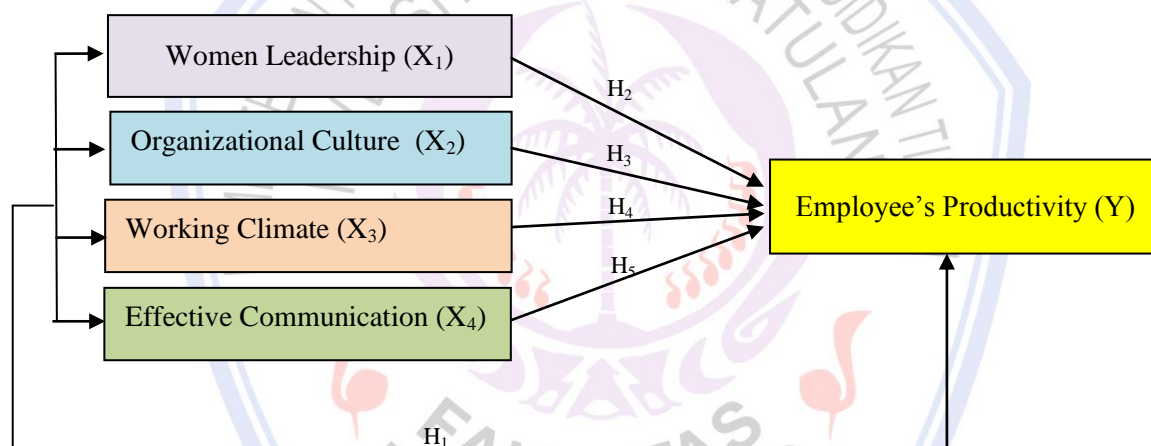 Women Leadership (X₁)
H₂
Organizational Culture (X₂)
H₃
Employee's Productivity (Y)
H₄
Working Climate (X₃)
H₅
Effective Communication (X₄)
H₁